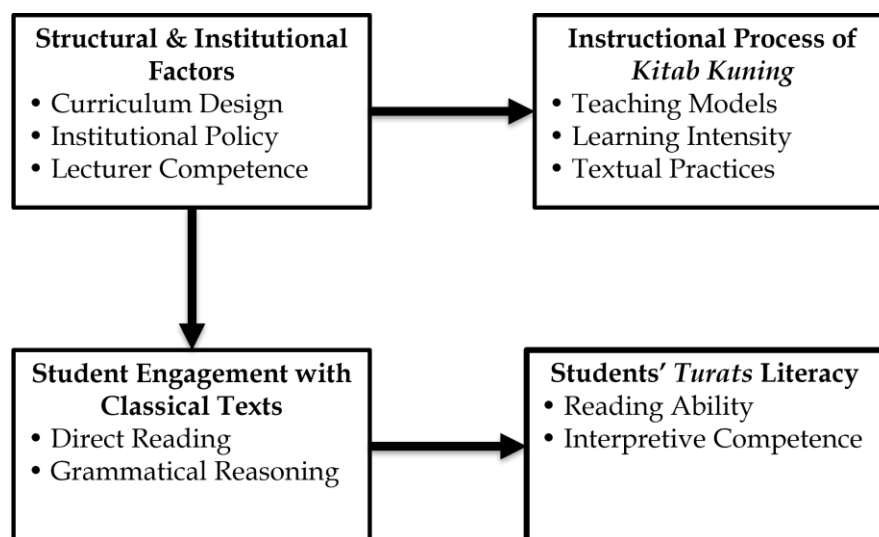 Structural & Institutional
Factors
• Curriculum Design
• Institutional Policy
• Lecturer Competence
Instructional Process of
Kitab Kuning
• Teaching Models
• Learning Intensity
• Textual Practices
Student Engagement with
Classical Texts
• Direct Reading
• Grammatical Reasoning
Students’ Turats Literacy
• Reading Ability
• Interpretive Competence